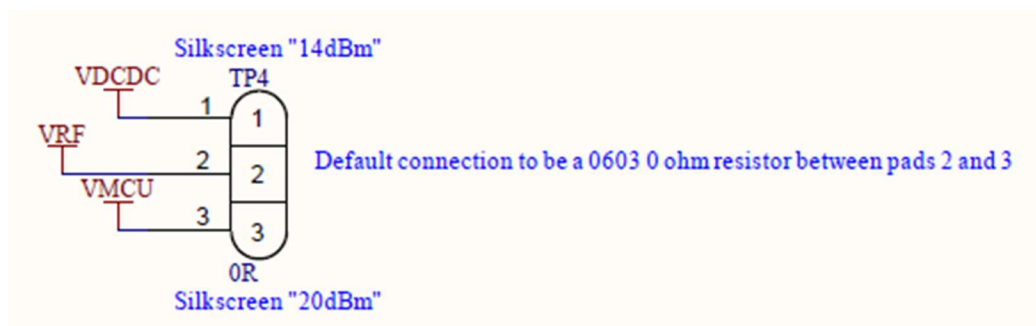 Silkscreen "14dBm"
VDCDC
TP4
1
1
VRF
2
2
Default connection to be a 0603 0 ohm resistor between pads 2 and 3
VMCU
3
3
0R
Silkscreen "20dBm"